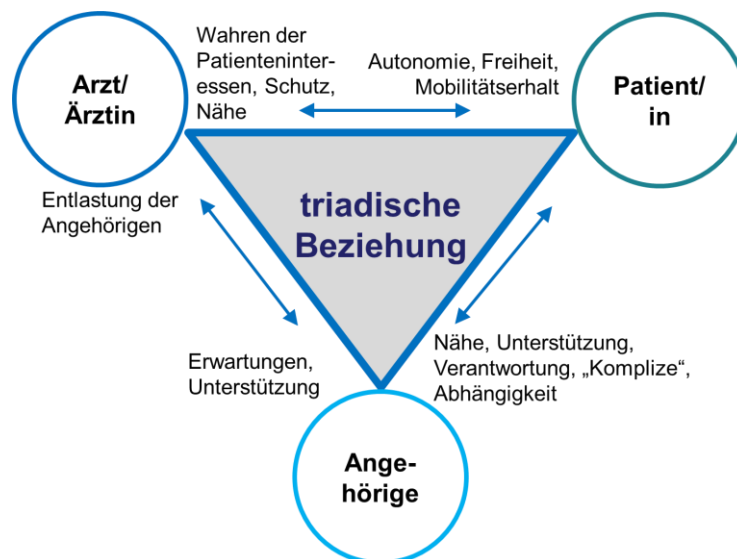 Arzt/
Ärztin
Wahren der
Patienteninter-
essen, Schutz,
Nähe
Autonomie, Freiheit,
Mobilitätserhalt
Patient/
in
Entlastung der
Angehörigen
triadische
Beziehung
Erwartungen,
Unterstützung
Nähe, Unterstützung,
Verantwortung, „Komplize“,
Abhängigkeit
Ange-
hörige